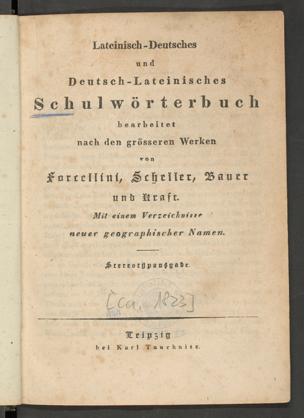 Lateinisch-Deutsches
und
Deutsch-Lateinisches
Schulwörterbuch
bearbeitet
nach den grösseren Werken
von
Forcellini, Scheller, Bauer
und Kraft.
Mit einem Verzeichnisse
neuer geographischer Namen.
Stereotypausgabe.
[ca. 1823]
Leipzig
bei Karl Tauchnitz.